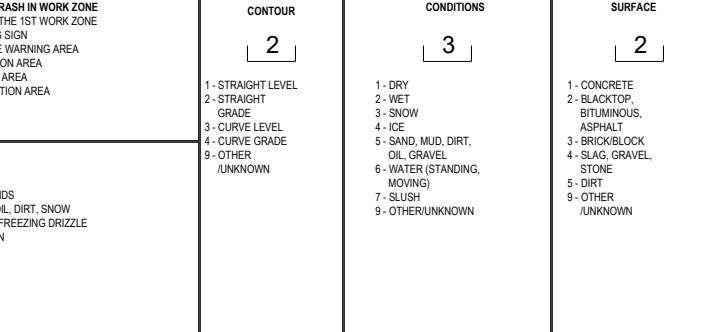 RASH IN WORK ZONE
THE 1ST WORK ZONE
SIGN
WARNING AREA
ON AREA
AREA
TION AREA
NDS
IL, DIRT, SNOW
FREEZING DRIZZLE
N
CONTOUR
2
1 - STRAIGHT LEVEL
2 - STRAIGHT
GRADE
3 - CURVE LEVEL
4 - CURVE GRADE
9 - OTHER
/UNKNOWN
CONDITIONS
3
1 - DRY
2 - WET
3 - SNOW
4 - ICE
5 - SAND, MUD, DIRT,
OIL, GRAVEL
6 - WATER (STANDING,
MOVING)
7 - SLUSH
9 - OTHER/UNKNOWN
SURFACE
2
1 - CONCRETE
2 - BLACKTOP,
BITUMINOUS,
ASPHALT
3 - BRICK/BLOCK
4 - SLAG, GRAVEL,
STONE
5 - DIRT
9 - OTHER
/UNKNOWN